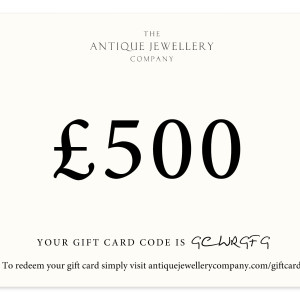 THE
ANTIQUE JEWELLERY
COMPANY
£500
YOUR GIFT CARD CODE IS GCWRGFG
To redeem your gift card simply visit antiquejewellerycompany.com/giftcard